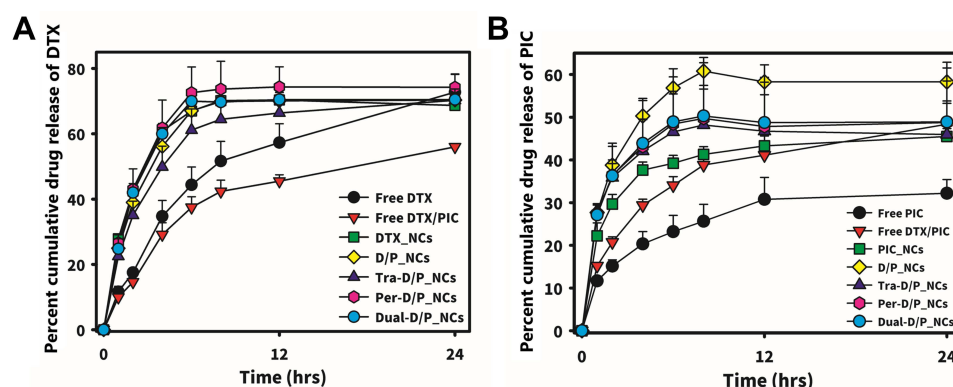 A
Percent cumulative drug release of DTX
80
60
40
20
0
0
12
24
Time (hrs)
Free DTX
Free DTX/PIC
DTX_NCs
D/P_NCs
Tra-D/P_NCs
Per-D/P_NCs
Dual-D/P_NCs
B
Percent cumulative drug release of PIC
60
50
40
30
20
10
0
0
12
24
Time (hrs)
Free PIC
Free DTX/PIC
PIC_NCs
D/P_NCs
Tra-D/P_NCs
Per-D/P_NCs
Dual-D/P_NCs